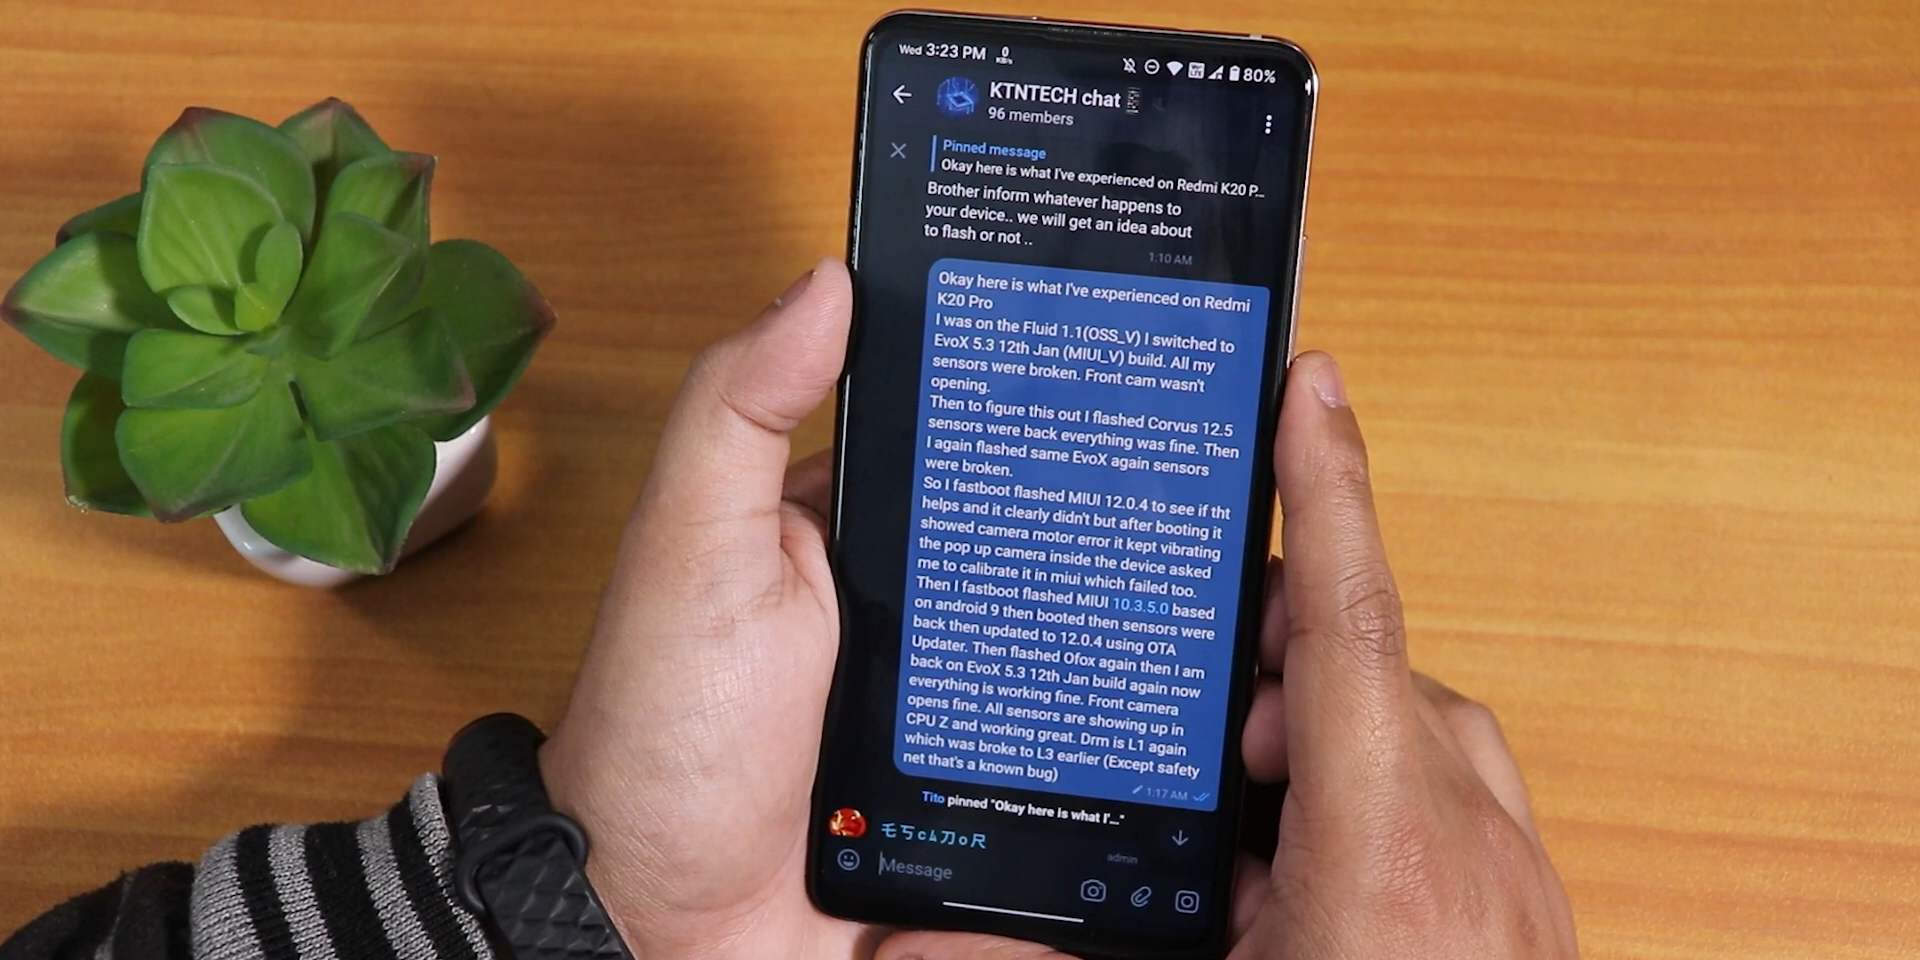 Wed 3:23 PM 0 KB/s 80%
KTNTECH chat
96 members
Pinned message
Okay here is what I've experienced on Redmi K20 P...
Brother inform whatever happens to
your device.. we will get an idea about
to flash or not ..
1:10 AM
Okay here is what I've experienced on Redmi
K20 Pro
I was on the Fluid 1.1(OSS_V) I switched to
EvoX 5.3 12th Jan (MIUI_V) build. All my
sensors were broken. Front cam wasn't
opening.
Then to figure this out I flashed Corvus 12.5
sensors were back everything was fine. Then
I again flashed same EvoX again sensors
were broken.
So I fastboot flashed MIUI 12.0.4 to see if tht
helps and it clearly didn't but after booting it
showed camera motor error it kept vibrating
the pop up camera inside the device asked
me to calibrate it in miui which failed too.
Then I fastboot flashed MIUI 10.3.5.0 based
on android 9 then booted then sensors were
back then updated to 12.0.4 using OTA
Updater. Then flashed Ofox again then I am
back on EvoX 5.3 12th Jan build again now
everything is working fine. Front camera
opens fine. All sensors are showing up in
CPU Z and working great. Drm is L1 again
which was broke to L3 earlier (Except safety
net that's a known bug)
1:17 AM
Tito pinned "Okay here is what I'..."
admin
Message